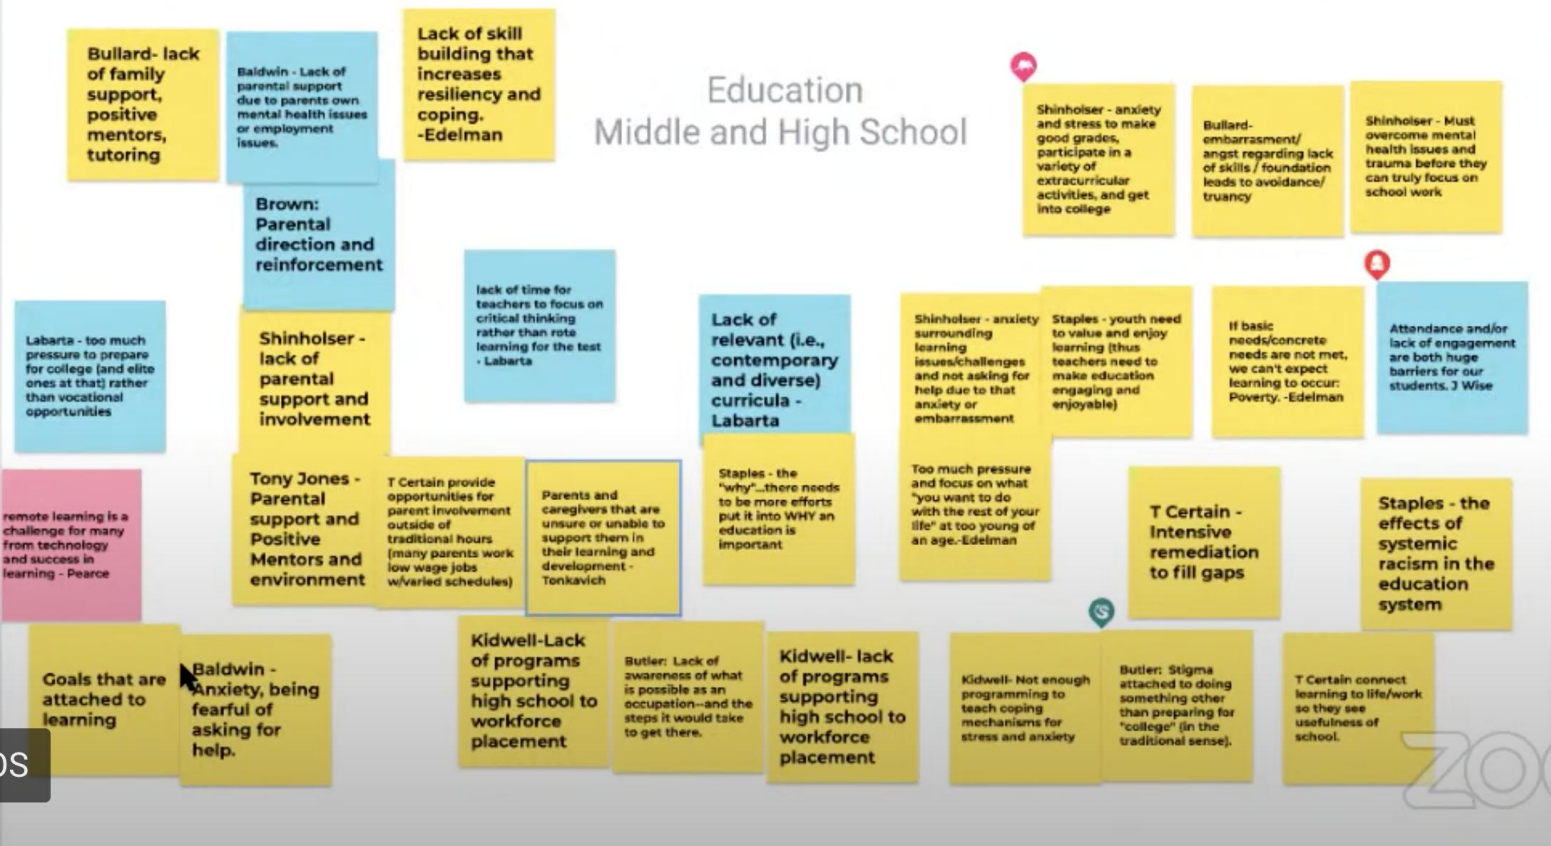 Bullard- lack
of family
support,
positive
mentors,
tutoring
Baldwin - Lack of
parental support
due to parents own
mental health issues
or employment
issues.
Lack of skill
building that
increases
resiliency and
coping.
-Edelman
Education
Middle and High School
Shinholser - anxiety
and stress to make
good grades,
participate in a
variety of
extracurricular
activities, and get
into college
Bullard-
embarrasment/
angst regarding lack
of skills / foundation
leads to avoidance/
truancy
Shinholser - Must
overcome mental
health issues and
trauma before they
can truly focus on
school work
Brown:
Parental
direction and
reinforcement
Labarta - too much
pressure to prepare
for college (and elite
ones at that) rather
than vocational
opportunities
Shinholser -
lack of
parental
support and
involvement
lack of time for
teachers to focus on
critical thinking
rather than rote
learning for the test
- Labarta
Lack of
relevant (i.e.,
contemporary
and diverse)
curricula -
Labarta
Shinholser - anxiety
surrounding
learning
issues/challenges
and not asking for
help due to that
anxiety or
embarrassment
Staples - youth need
to value and enjoy
learning (thus
teachers need to
make education
engaging and
enjoyable)
If basic
needs/concrete
needs are not met,
we can't expect
learning to occur:
Poverty. -Edelman
Attendance and/or
lack of engagement
are both huge
barriers for our
students. J Wise
remote learning is a
challenge for many
from technology
and success in
learning - Pearce
Tony Jones -
Parental
support and
Positive
Mentors and
environment
T Certain provide
opportunities for
parent involvement
outside of
traditional hours
(many parents work
low wage jobs
w/varied schedules)
Parents and
caregivers that are
unsure or unable to
support them in
their learning and
development -
Tonkavich
Staples - the
"why"...there needs
to be more efforts
put it into WHY an
education is
important
Too much pressure
and focus on what
"you want to do
with the rest of your
life" at too young of
an age.-Edelman
T Certain -
Intensive
remediation
to fill gaps
Staples - the
effects of
systemic
racism in the
education
system
Goals that are
attached to
learning
Baldwin -
Anxiety, being
fearful of
asking for
help.
Kidwell-Lack
of programs
supporting
high school to
workforce
placement
Butler: Lack of
awareness of what
is possible as an
occupation--and the
steps it would take
to get there.
Kidwell- lack
of programs
supporting
high school to
workforce
placement
Kidwell- Not enough
programming to
teach coping
mechanisms for
stress and anxiety
Butler: Stigma
attached to doing
something other
than preparing for
"college" (in the
traditional sense).
T Certain connect
learning to life/work
so they see
usefulness of
school.